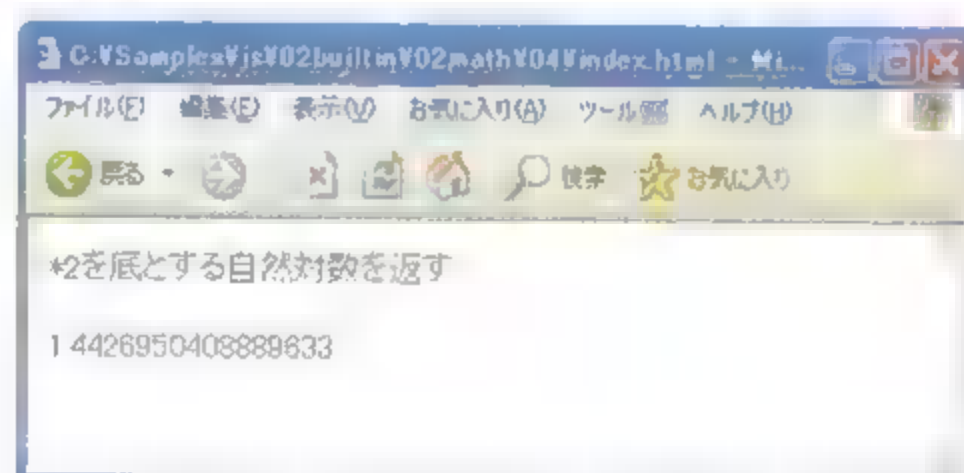 C:¥Samples¥js¥02builtin¥02math¥04¥index.html - Mi...
ファイル(F) 編集(E) 表示(V) お気に入り(A) ツール ヘルプ(H)
戻る 検索 お気に入り
*2を底とする自然対数を返す
1.4426950408889633